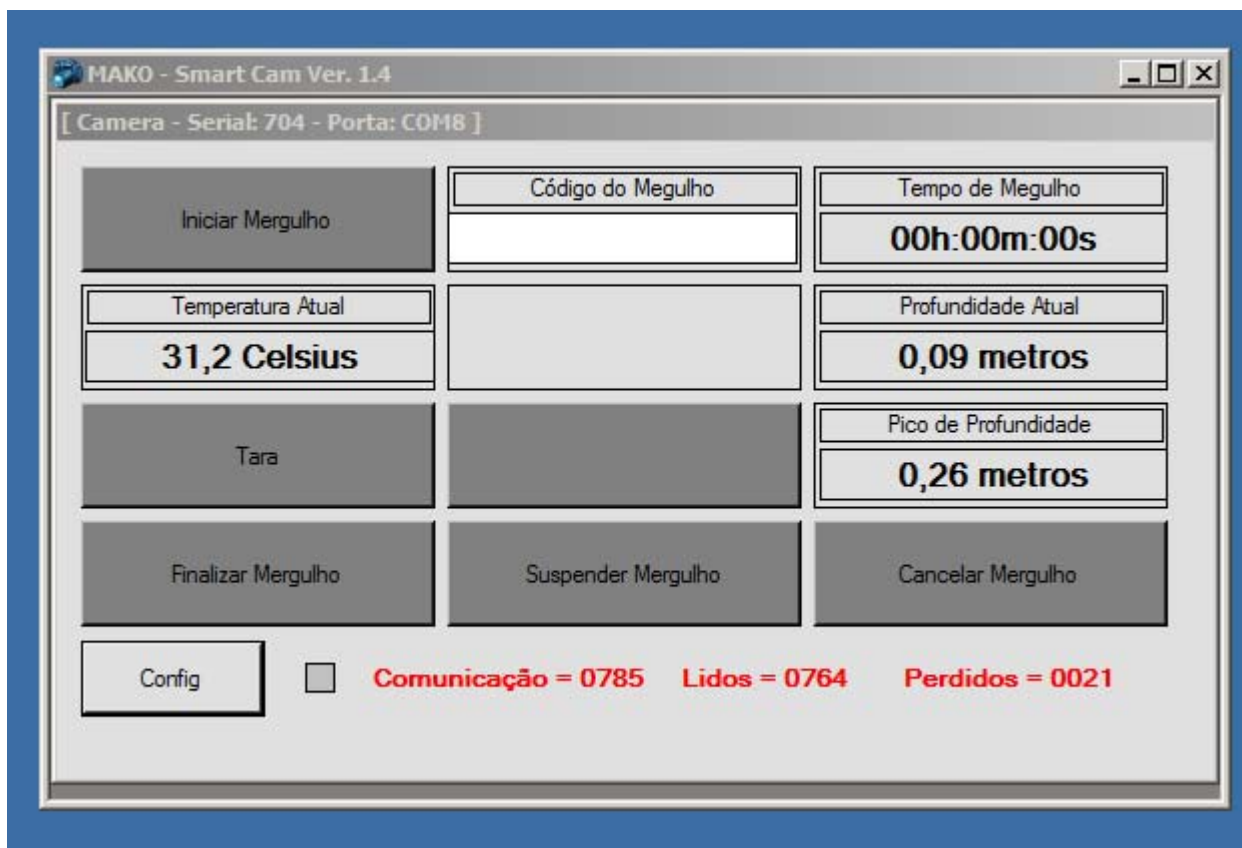 MAKO - Smart Cam Ver. 1.4
[ Camera - Serial: 704 - Porta: COM8 ]
Iniciar Mergulho
Código do Megulho
Tempo de Megulho
00h:00m:00s
Temperatura Atual
31,2 Celsius
Profundidade Atual
0,09 metros
Tara
Pico de Profundidade
0,26 metros
Finalizar Mergulho
Suspender Mergulho
Cancelar Mergulho
Config
Comunicação = 0785 Lidos = 0764 Perdidos = 0021